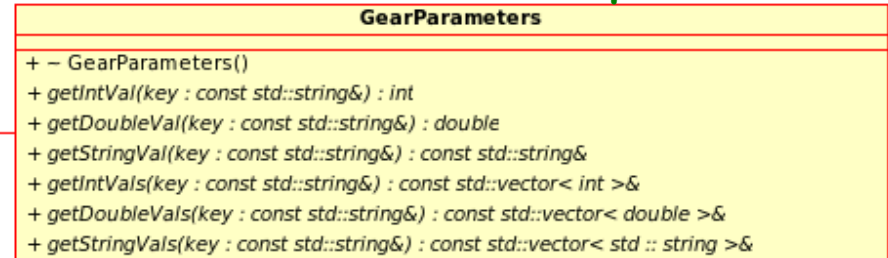 GearParameters
+ ~ GearParameters()
+ getIntVal(key : const std::string&) : int
+ getDoubleVal(key : const std::string&) : double
+ getStringVal(key : const std::string&) : const std::string&
+ getIntVals(key : const std::string&) : const std::vector< int >&
+ getDoubleVals(key : const std::string&) : const std::vector< double >&
+ getStringVals(key : const std::string&) : const std::vector< std :: string >&